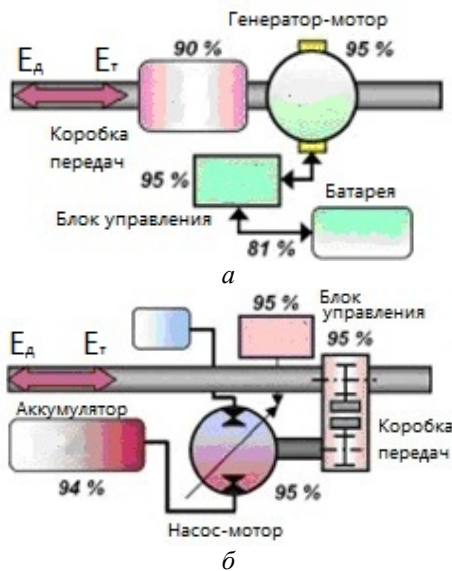 Генератор-мотор
90 %
95 %
Eд
Eт
Коробка
передач
95 %
Батарея
Блок управления
81 %
а
95 %
Блок
управления
95 %
Eд
Eт
Аккумулятор
Коробка
передач
94 %
95 %
Насос-мотор
б